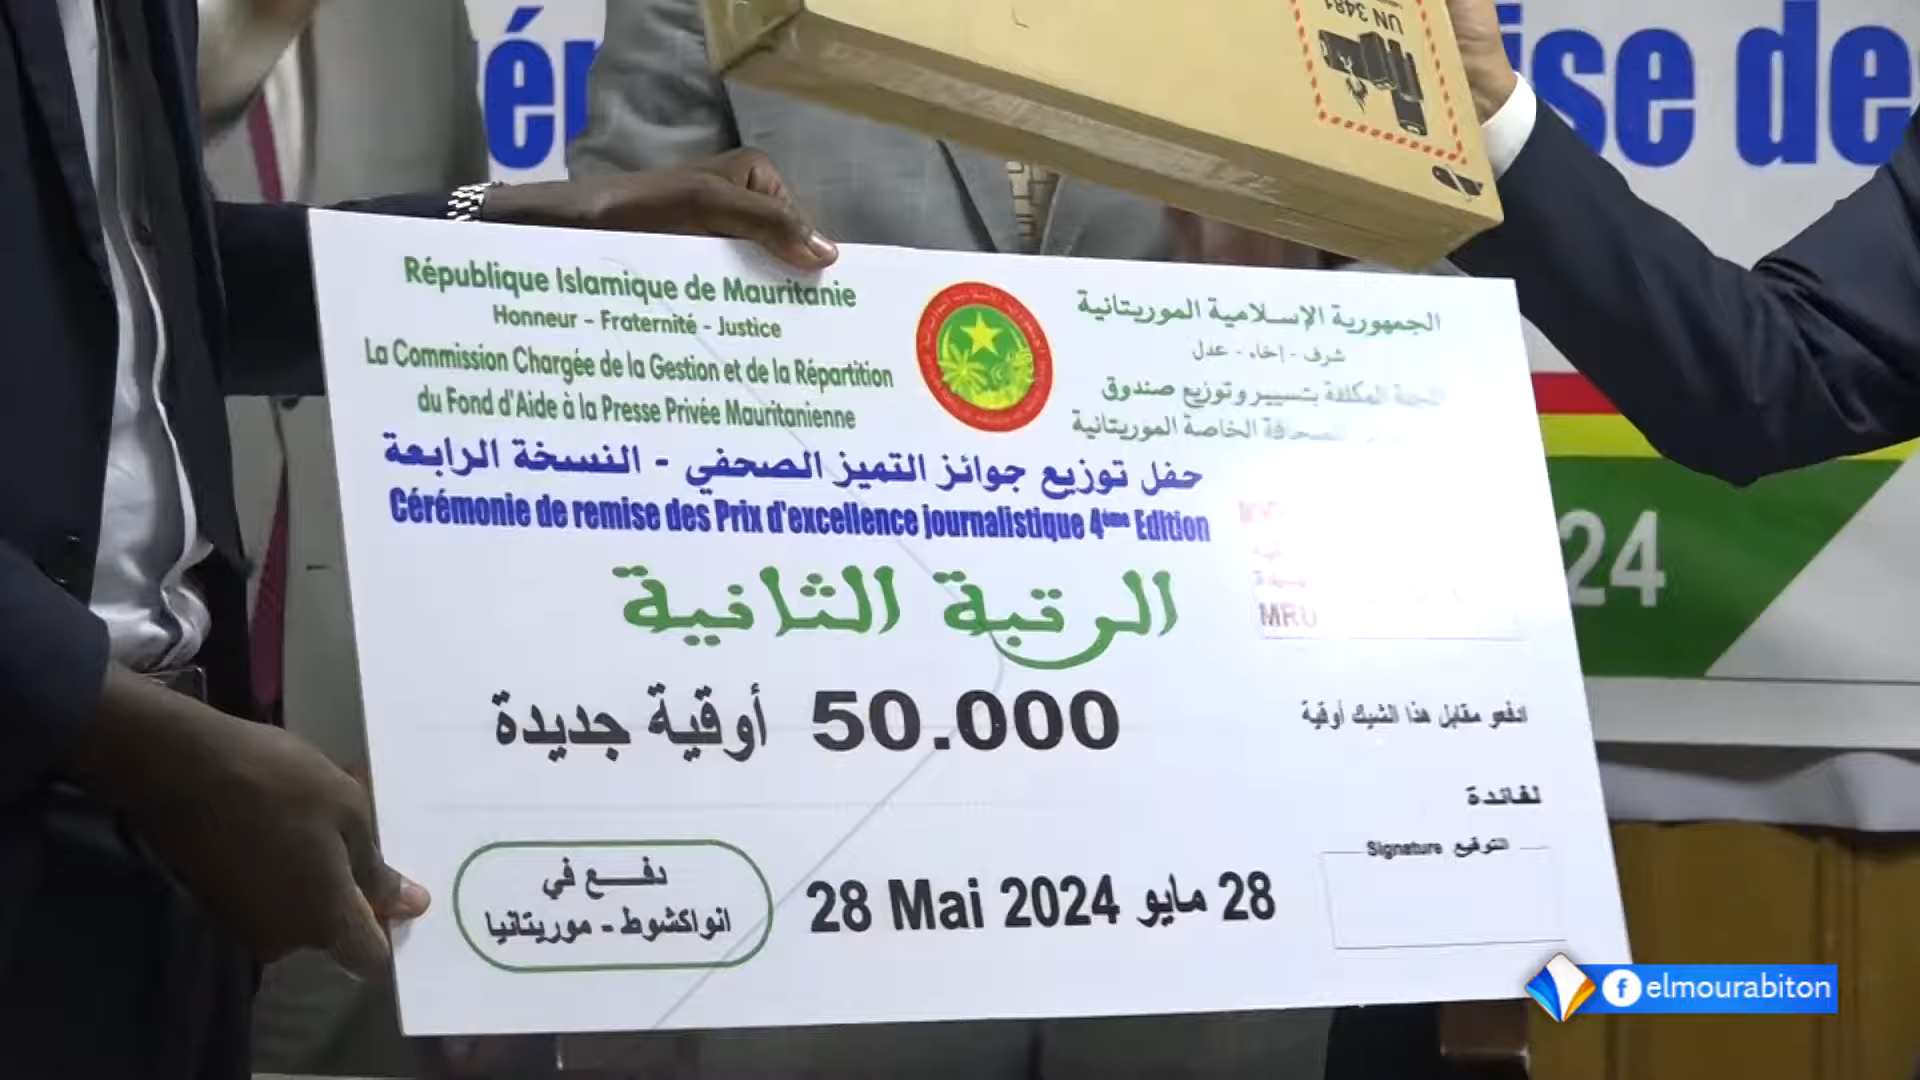 UN 3481
ise de
République Islamique de Mauritanie
Honneur - Fraternité - Justice
La Commission Chargée de la Gestion et de la Répartition
du Fond d'Aide à la Presse Privée Mauritanienne
الجمهورية الإسلامية الموريتانية
شرف - إخاء - عدل
المكلفة بتسيير وتوزيع صندوق
الخاصة الموريتانية
حفل توزيع جوائز التميز الصحفي - النسخة الرابعة
Cérémonie de remise des Prix d'excellence journalistique 4ème Edition
الرتبة الثانية
MRU
24
50.000 أوقية جديدة
ادفعو مقابل هذا الشيك أوقية
لفائدة
دفع في
انواكشوط - موريتانيا
28 Mai 2024 مايو 28
Signature التوقيع
elmourabiton